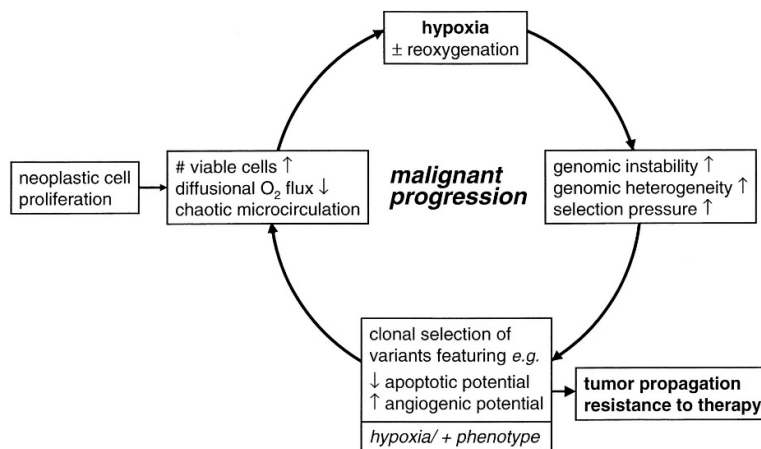 hypoxia
± reoxygenation
neoplastic cell
proliferation
# viable cells ↑
diffusional O₂ flux ↓
chaotic microcirculation
malignant
progression
genomic instability ↑
genomic heterogeneity ↑
selection pressure ↑
clonal selection of
variants featuring e.g.
↓ apoptotic potential
↑ angiogenic potential
hypoxia/ + phenotype
tumor propagation
resistance to therapy